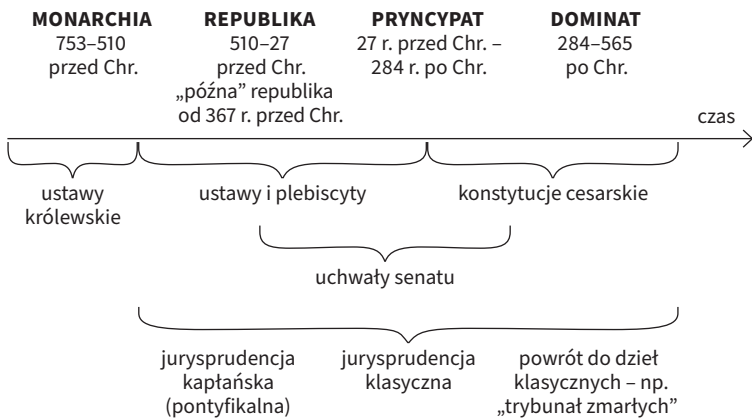 MONARCHIA
753–510
przed Chr.
REPUBLIKA
510–27
przed Chr.
„późna” republika
od 367 r. przed Chr.
PRYNCYPAT
27 r. przed Chr. –
284 r. po Chr.
DOMINAT
284–565
po Chr.
czas
ustawy
królewskie
ustawy i plebiscyty
konstytucje cesarskie
uchwały senatu
jurysprudencja
kapłańska
(pontyfikalna)
jurysprudencja
klasyczna
powrót do dzieł
klasycznych – np.
„trybunał zmarłych”